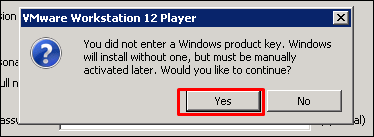 VMware Workstation 12 Player
You did not enter a Windows product key. Windows
will install without one, but must be manually
activated later. Would you like to continue?
Yes
No